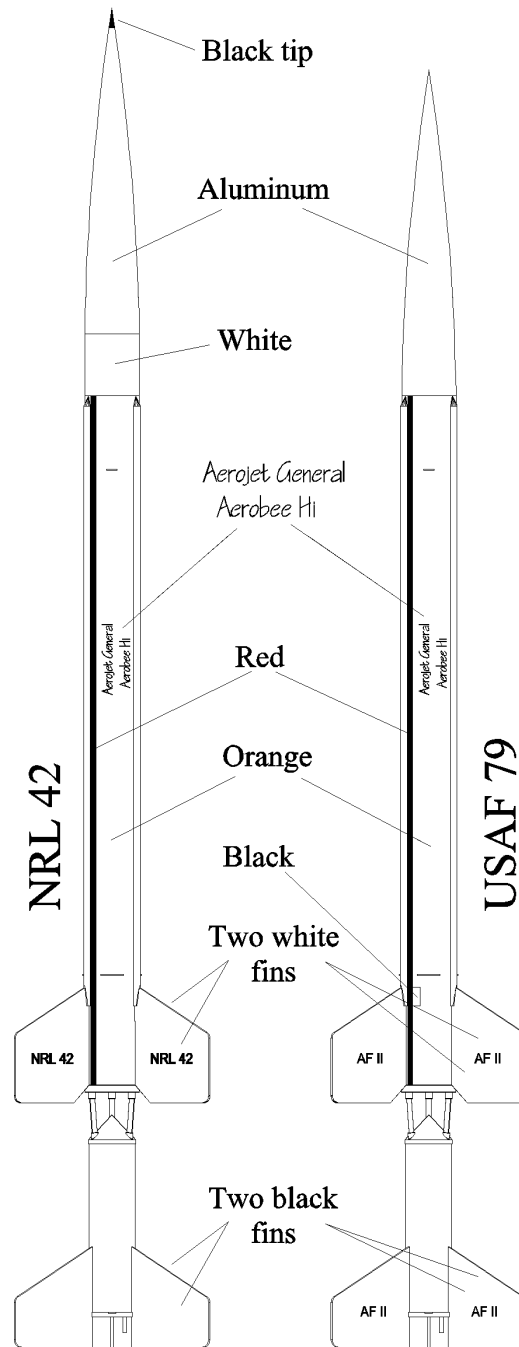 Black tip
Aluminum
White
Aerojet General
Aerobee Hi
Aerojet General
Aerobee Hi
Aerojet General
Aerobee Hi
Red
Orange
NRL 42
USAF 79
Black
Two white
fins
NRL 42
NRL 42
AF II
AF II
Two black
fins
AF II
AF II